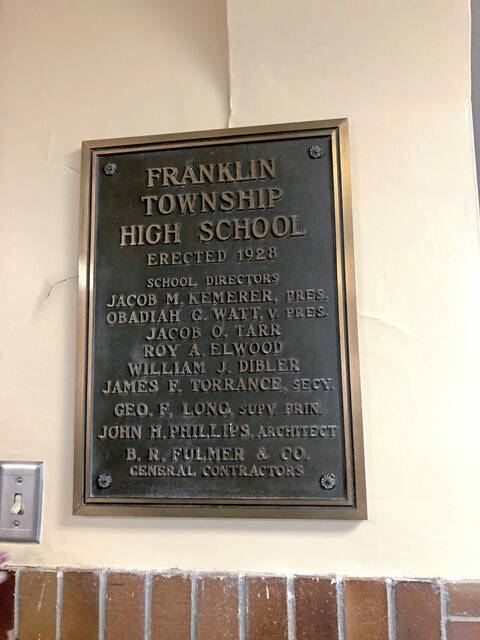 FRANKLIN
TOWNSHIP
HIGH SCHOOL
ERECTED 1928
SCHOOL DIRECTORS
JACOB M. KEMERER, PRES.
OBADIAH G. WATT, V. PRES.
JACOB O. TARR
ROY A. ELWOOD
WILLIAM J. DIBLER
JAMES F. TORRANCE, SECY.
GEO. F. LONG, SUPV. PRIN.
JOHN H. PHILLIPS, ARCHITECT
B. R. FULMER & CO.
GENERAL CONTRACTORS